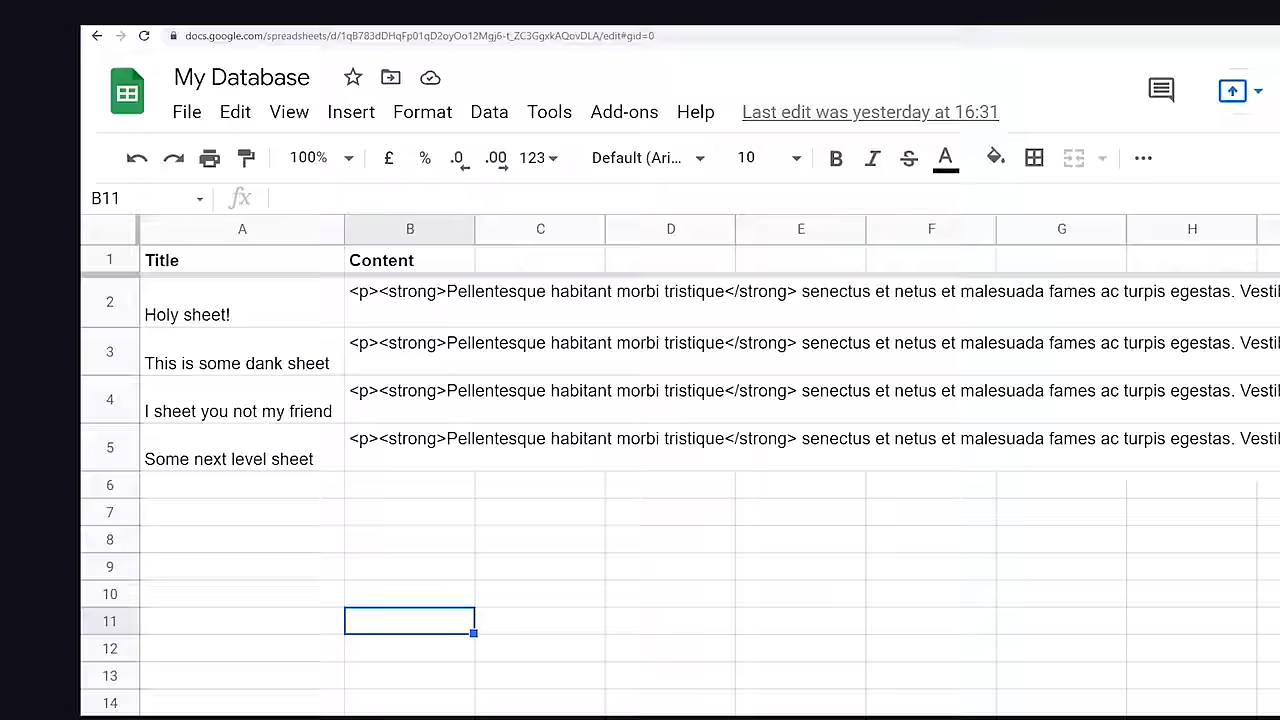 docs.google.com/spreadsheets/d/1qB783dDHqFp01qD2oyOo12Mgj6-t_ZC3GgxkAQovDLA/edit#gid=0
My Database
File Edit View Insert Format Data Tools Add-ons Help Last edit was yesterday at 16:31
100% £ % .0 .00 123 Default (Ari... 10 B I S A
B11 fx
A B C D E F G H
1 Title Content
2 Holy sheet! <p><strong>Pellentesque habitant morbi tristique</strong> senectus et netus et malesuada fames ac turpis egestas. Vestil
3 This is some dank sheet <p><strong>Pellentesque habitant morbi tristique</strong> senectus et netus et malesuada fames ac turpis egestas. Vestil
4 I sheet you not my friend <p><strong>Pellentesque habitant morbi tristique</strong> senectus et netus et malesuada fames ac turpis egestas. Vestil
5 Some next level sheet <p><strong>Pellentesque habitant morbi tristique</strong> senectus et netus et malesuada fames ac turpis egestas. Vestil
6
7
8
9
10
11
12
13
14